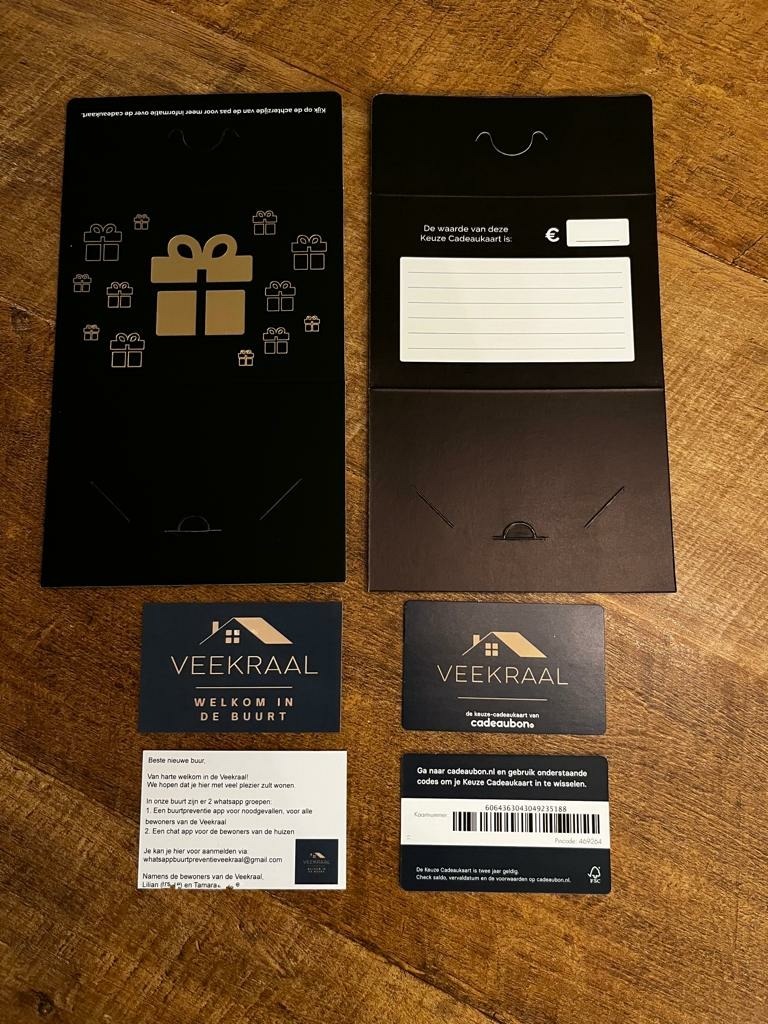 Kijk op de achterzijde van de pas voor meer informatie over de cadeaukaart.
De waarde van deze
Keuze Cadeaukaart is: €
VEEKRAAL
WELKOM IN
DE BUURT
VEEKRAAL
de keuze-cadeaukaart van
cadeaubon
Beste nieuwe buur,
Van harte welkom in de Veekraal!
We hopen dat je hier met veel plezier zult wonen.
In onze buurt zijn er 2 whatsapp groepen:
1. Een buurtpreventie app voor noodgevallen, voor alle
bewoners van de Veekraal
2. Een chat app voor de bewoners van de huizen
Je kan je hier voor aanmelden via:
whatsappbuurtpreventieveekraal@gmail.com
Namens de bewoners van de Veekraal,
Lilian en Tamara
VEEKRAAL
WELKOM IN
DE BUURT
Ga naar cadeaubon.nl en gebruik onderstaande
codes om je Keuze Cadeaukaart in te wisselen.
6064363043049235188
Kaartnummer:
Pincode: 469264
De Keuze Cadeaukaart is twee jaar geldig.
Check saldo, vervaldatum en de voorwaarden op cadeaubon.nl.
FSC